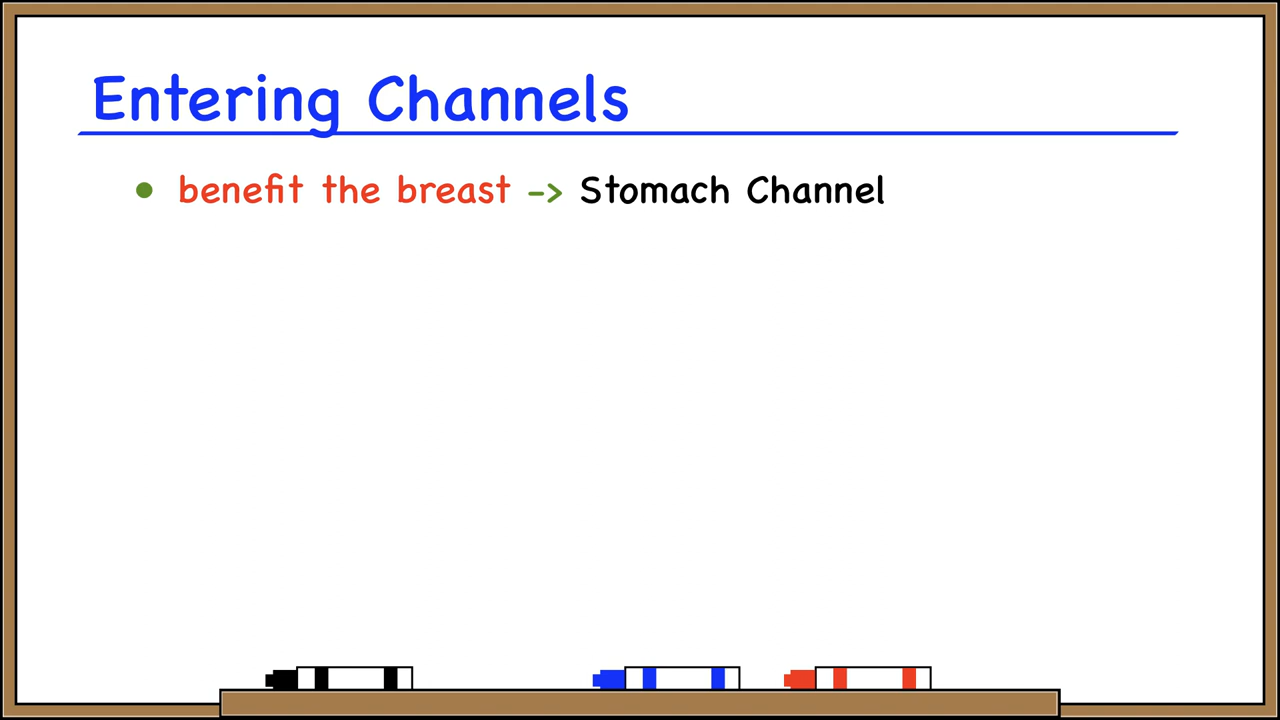 Entering Channels
• benefit the breast -> Stomach Channel